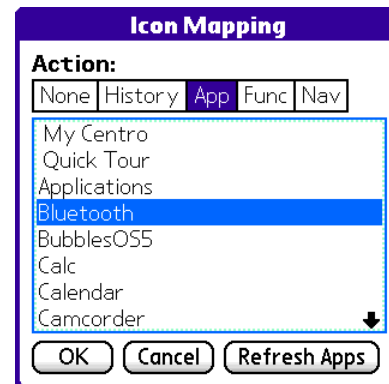 Icon Mapping
Action:
None History App Func Nav
My Centro
Quick Tour
Applications
Bluetooth
BubblesOS5
Calc
Calendar
Camcorder
OK Cancel Refresh Apps